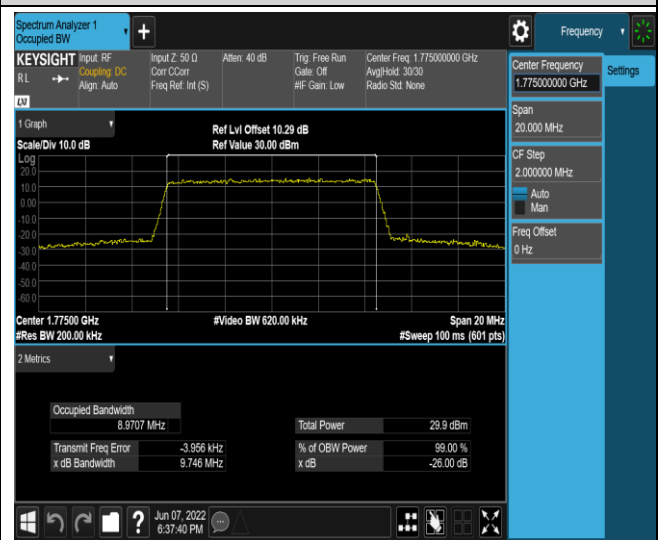 Spectrum Analyzer 1
Occupied BW
Frequency
KEYSIGHT
RL
LXI
Input: RF
Coupling: DC
Align: Auto
Input Z: 50 Ω
Corr CCorr
Freq Ref: Int (S)
Atten: 40 dB
Trig: Free Run
Gate: Off
#IF Gain: Low
Center Freq: 1.775000000 GHz
Avg|Hold: 30/30
Radio Std: None
Center Frequency
1.775000000 GHz
Settings
Span
20.000 MHz
CF Step
2.000000 MHz
Auto
Man
Freq Offset
0 Hz
1 Graph
Scale/Div 10.0 dB
Ref Lvl Offset 10.29 dB
Ref Value 30.00 dBm
Log
20.0
10.0
0.00
-10.0
-20.0
-30.0
-40.0
-50.0
-60.0
Center 1.77500 GHz
#Video BW 620.00 kHz
Span 20 MHz
#Res BW 200.00 kHz
#Sweep 100 ms (601 pts)
2 Metrics
Occupied Bandwidth
8.9707 MHz
Total Power 29.9 dBm
Transmit Freq Error -3.956 kHz
% of OBW Power 99.00 %
x dB Bandwidth 9.746 MHz
x dB -26.00 dB
Jun 07, 2022
6:37:40 PM